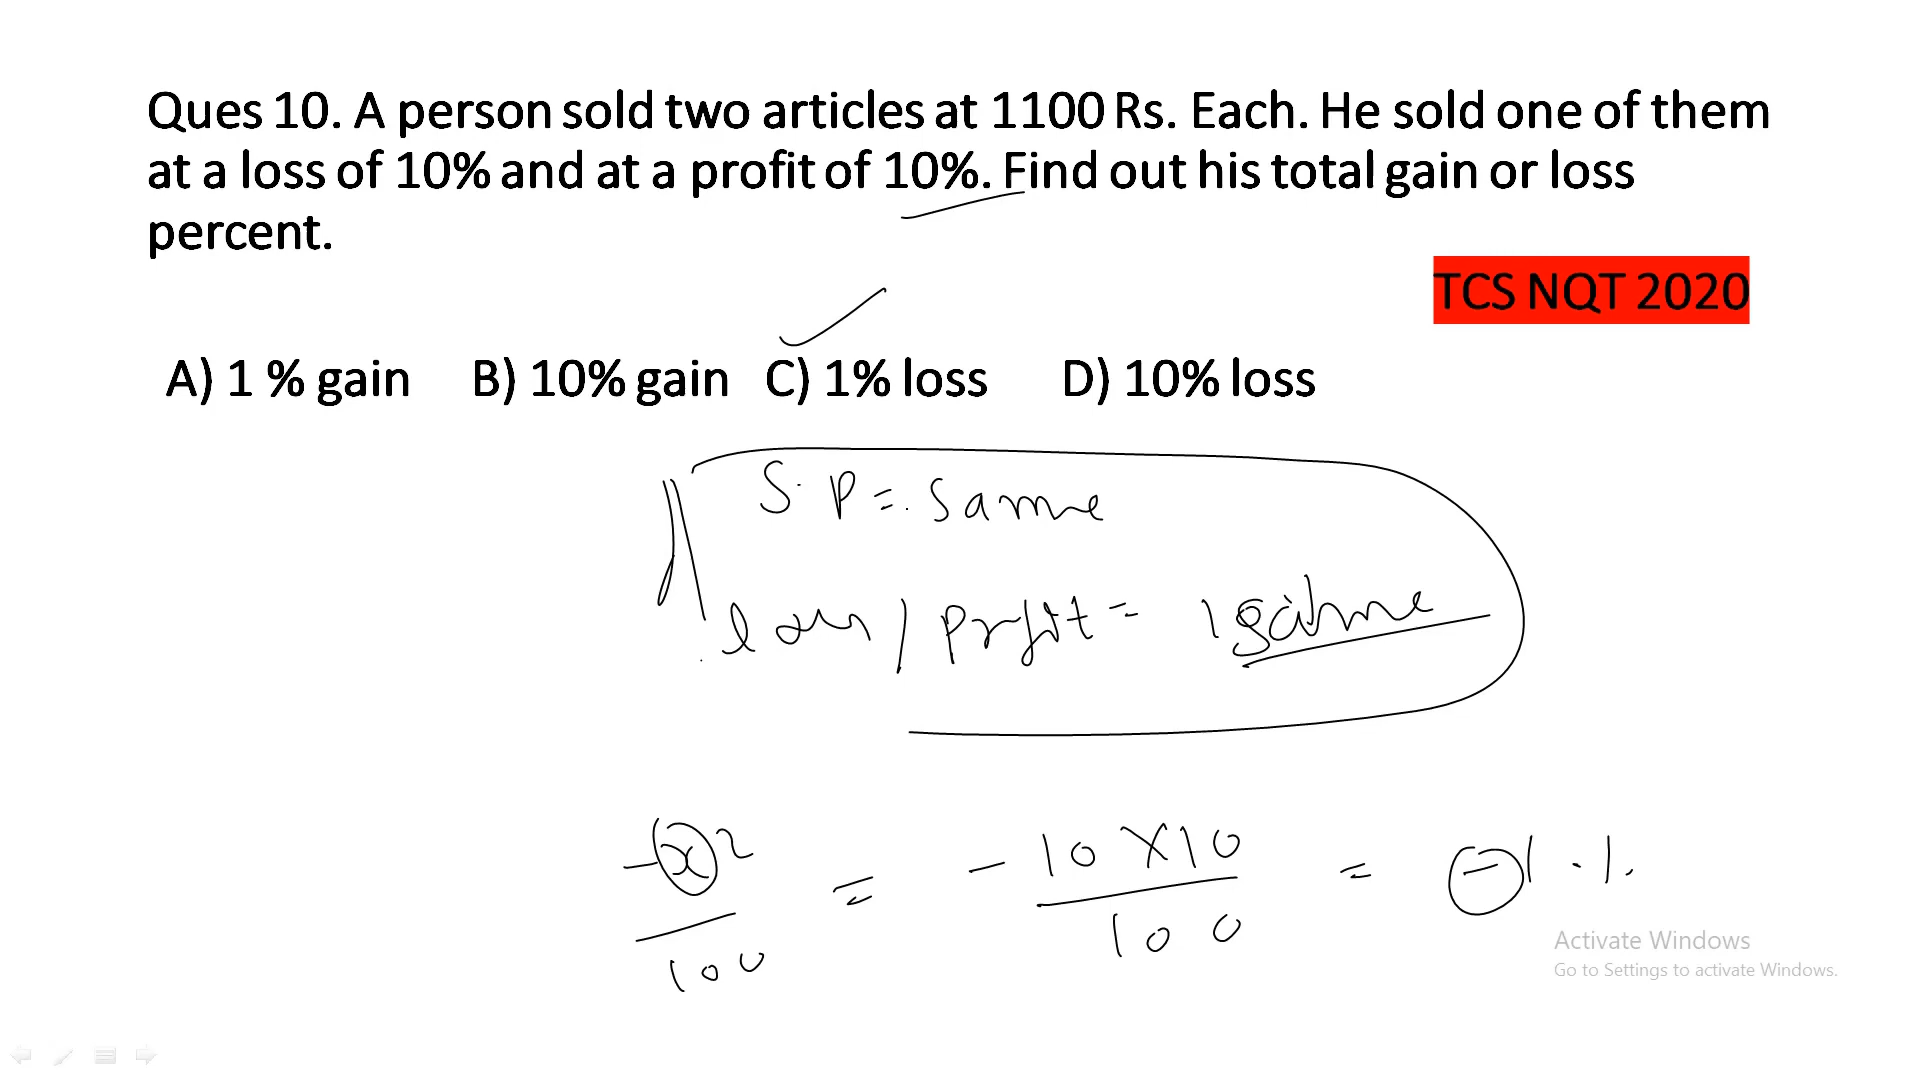 Ques 10. A person sold two articles at 1100 Rs. Each. He sold one of them
at a loss of 10% and at a profit of 10%. Find out his total gain or loss
percent.
TCS NQT 2020
A) 1 % gain B) 10% gain C) 1% loss D) 10% loss
S.P = Same
loss / Profit = same
-x² / 100 = -10 X 10 / 100 = -1 %
Activate Windows
Go to Settings to activate Windows.